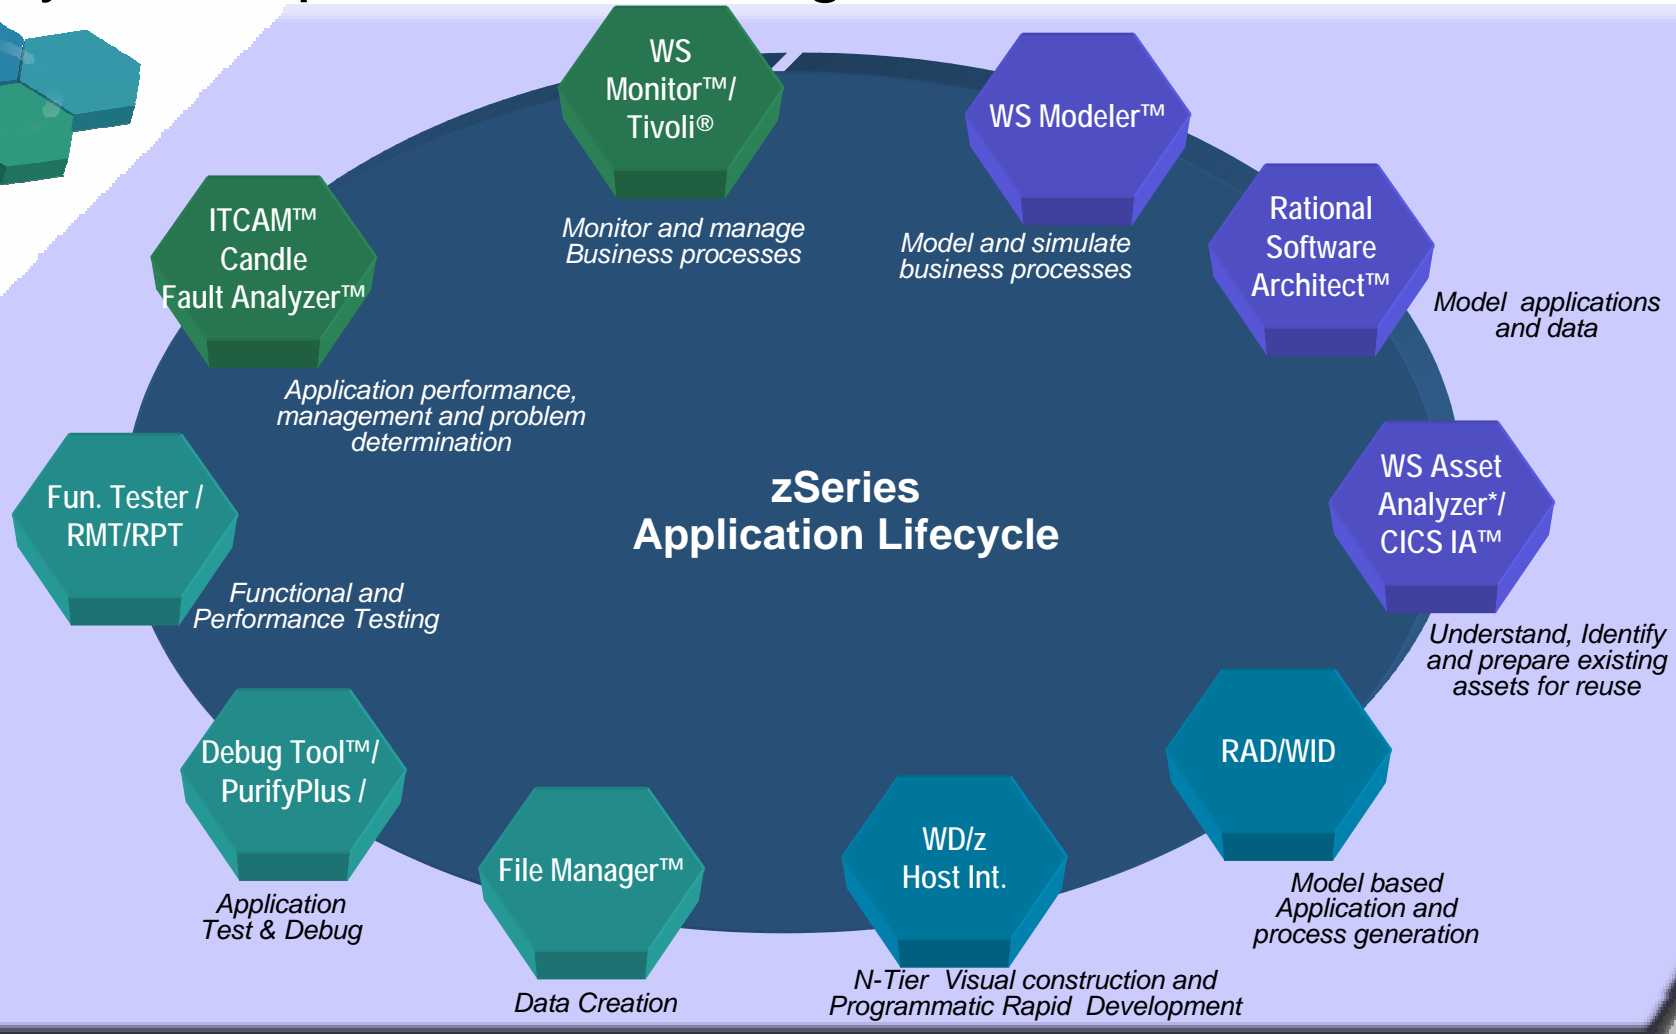 WS
Monitor™/
Tivoli®
Monitor and manage
Business processes
WS Modeler™
Model and simulate
business processes
Rational
Software
Architect™
Model applications
and data
WS Asset
Analyzer*/
CICS IA™
Understand, Identify
and prepare existing
assets for reuse
RAD/WID
Model based
Application and
process generation
WD/z
Host Int.
N-Tier Visual construction and
Programmatic Rapid Development
File Manager™
Data Creation
Debug Tool™/
PurifyPlus /
Application
Test & Debug
Fun. Tester /
RMT/RPT
Functional and
Performance Testing
ITCAM™
Candle
Fault Analyzer™
Application performance,
management and problem
determination
zSeries
Application Lifecycle